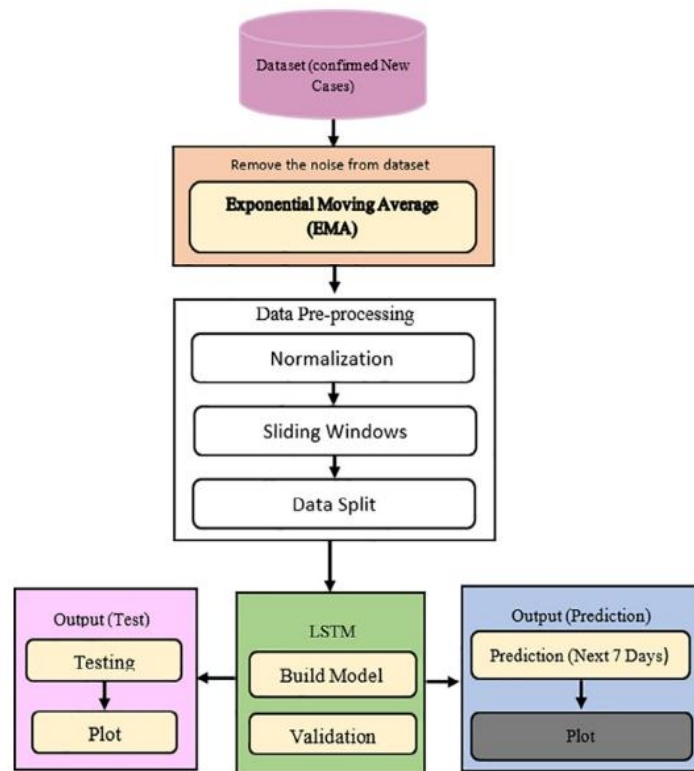 Dataset (confirmed New
Cases)
Remove the noise from dataset
Exponential Moving Average
(EMA)
Data Pre-processing
Normalization
Sliding Windows
Data Split
Output (Test)
Testing
Plot
LSTM
Build Model
Validation
Output (Prediction)
Prediction (Next 7 Days)
Plot